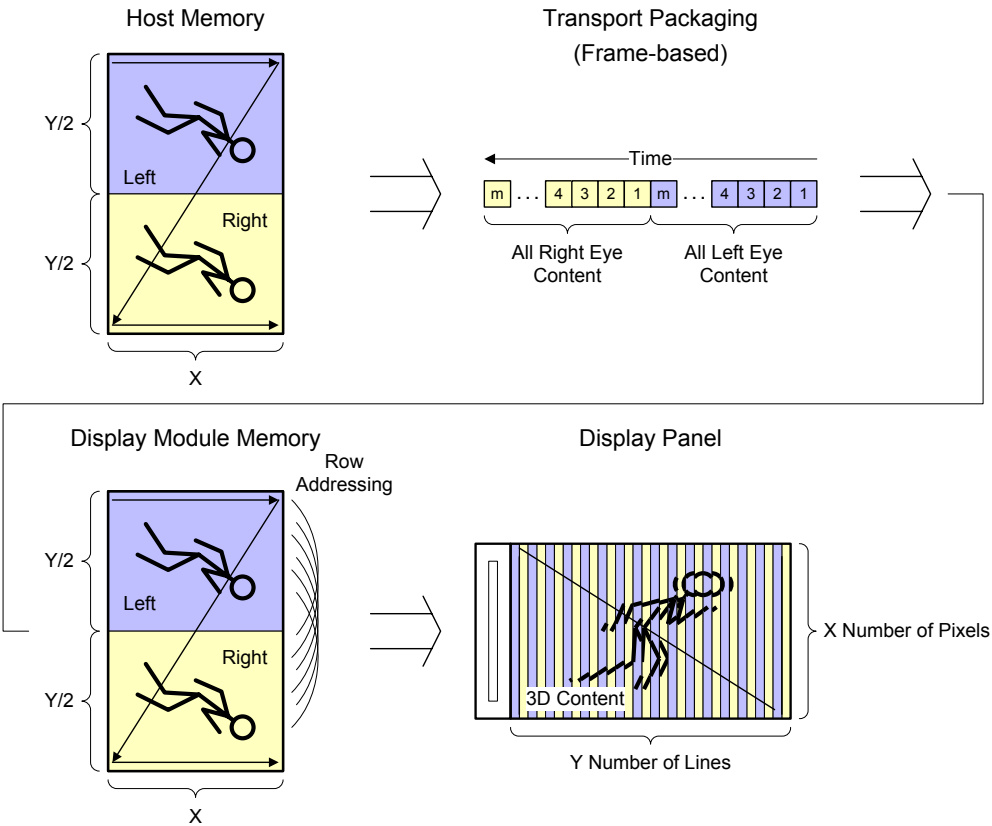 Host Memory
Transport Packaging
(Frame-based)
Y/2
Left
Right
Y/2
X
Time
m ... 4 3 2 1 m ... 4 3 2 1
All Right Eye
Content
All Left Eye
Content
Display Module Memory
Row
Addressing
Display Panel
Y/2
Left
Right
Y/2
X
3D Content
X Number of Pixels
Y Number of Lines